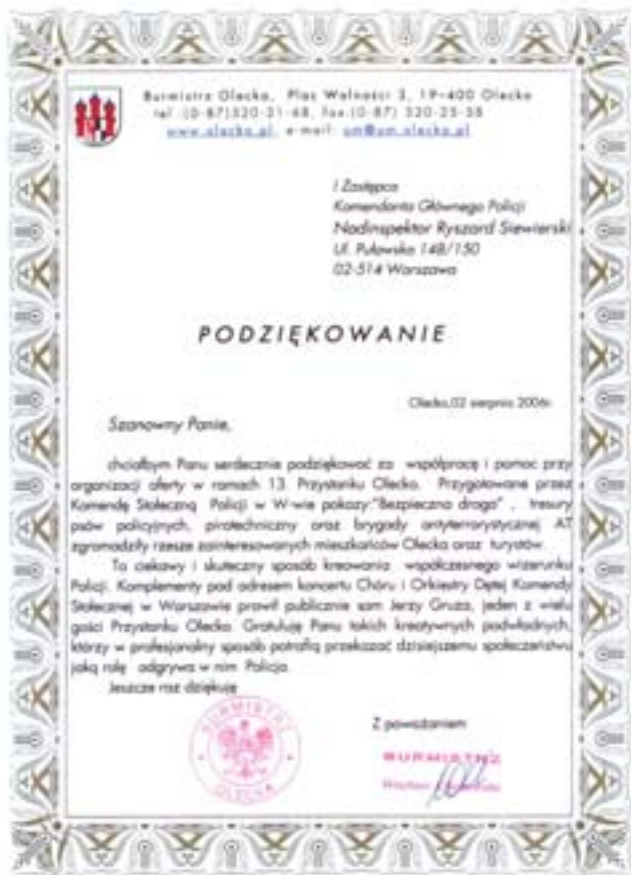 Burmistrz Olecka, Plac Wolności 3, 19-400 Olecko
tel. (0-87)520-21-68, fax.(0-87) 520-25-58
www.olecko.pl, e-mail: um@um.olecko.pl
I Zastępca
Komendanta Głównego Policji
Nadinspektor Ryszard Siewierski
Ul. Puławska 148/150
02-514 Warszawa
PODZIĘKOWANIE
Olecko,02 sierpnia 2006r.
Szanowny Panie,
chciałbym Panu serdecznie podziękować za współpracę i pomoc przy
organizacji oferty w ramach 13. Przystanku Olecko. Przygotowane przez
Komendę Stołeczną Policji w W-wie pokazy:"Bezpieczna droga" , tresury
psów policyjnych, pirotechniczny oraz brygady antyterrorystycznej AT
zgromadziły rzesze zainteresowanych mieszkańców Olecka oraz turystów.
To ciekawy i skuteczny sposób kreowania współczesnego wizerunku
Policji. Komplementy pod adresem koncertu Chóru i Orkiestry Dętej Komendy
Stołecznej w Warszawie prawił publicznie sam Jerzy Gruza, jeden z wielu
gości Przystanku Olecko. Gratuluję Panu takich kreatywnych podwładnych,
którzy w profesjonalny sposób potrafią przekazać dzisiejszemu społeczeństwu
jaką rolę odgrywa w nim Policja.
Jeszcze raz dziękuję
Z poważaniem
BURMISTRZ
OLECKA
BURMISTRZ
Wacław